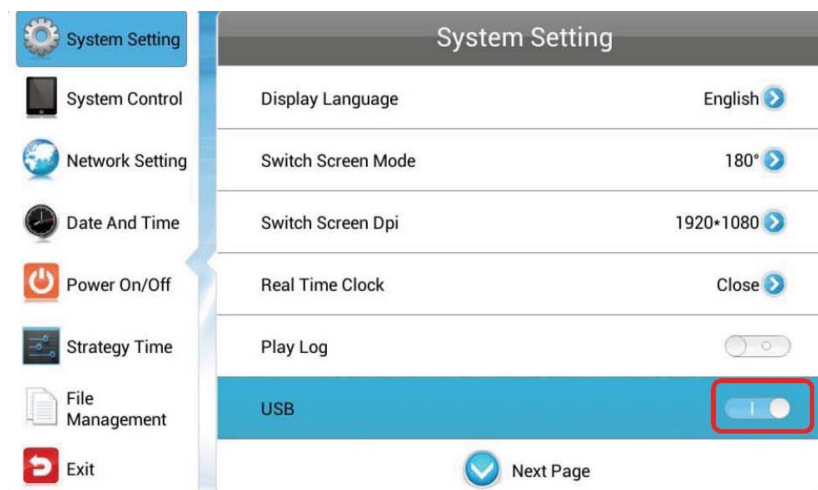 System Setting
System Setting
System Control
Display Language
English
Network Setting
Switch Screen Mode
180°
Date And Time
Switch Screen Dpi
1920*1080
Power On/Off
Real Time Clock
Close
Strategy Time
Play Log
File
Management
USB
Exit
Next Page